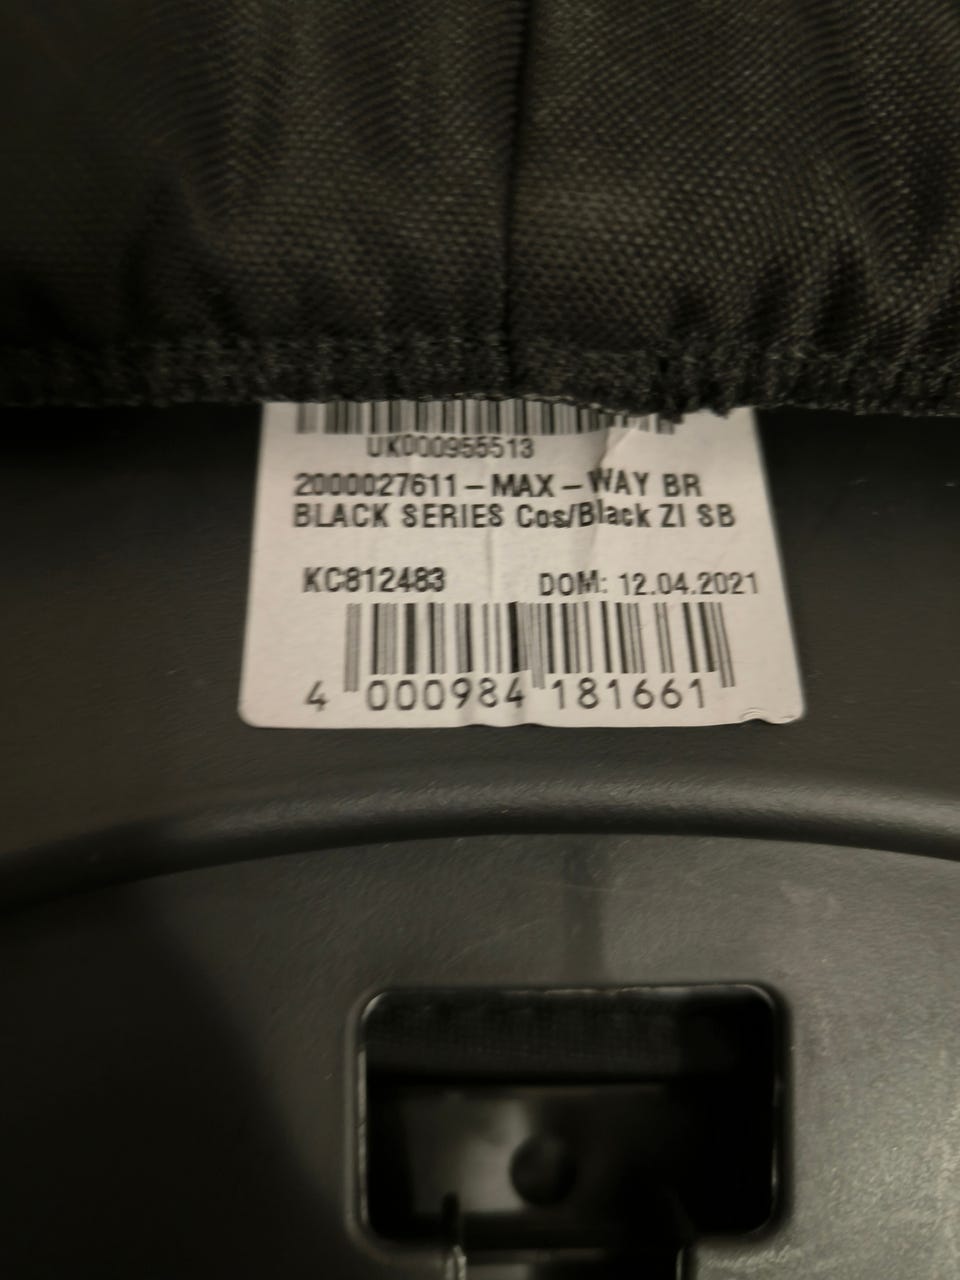 UK000955513
2000027611-MAX-WAY BR
BLACK SERIES Cos/Black ZI SB
KC812483 DOM: 12.04.2021
4 000984 181661